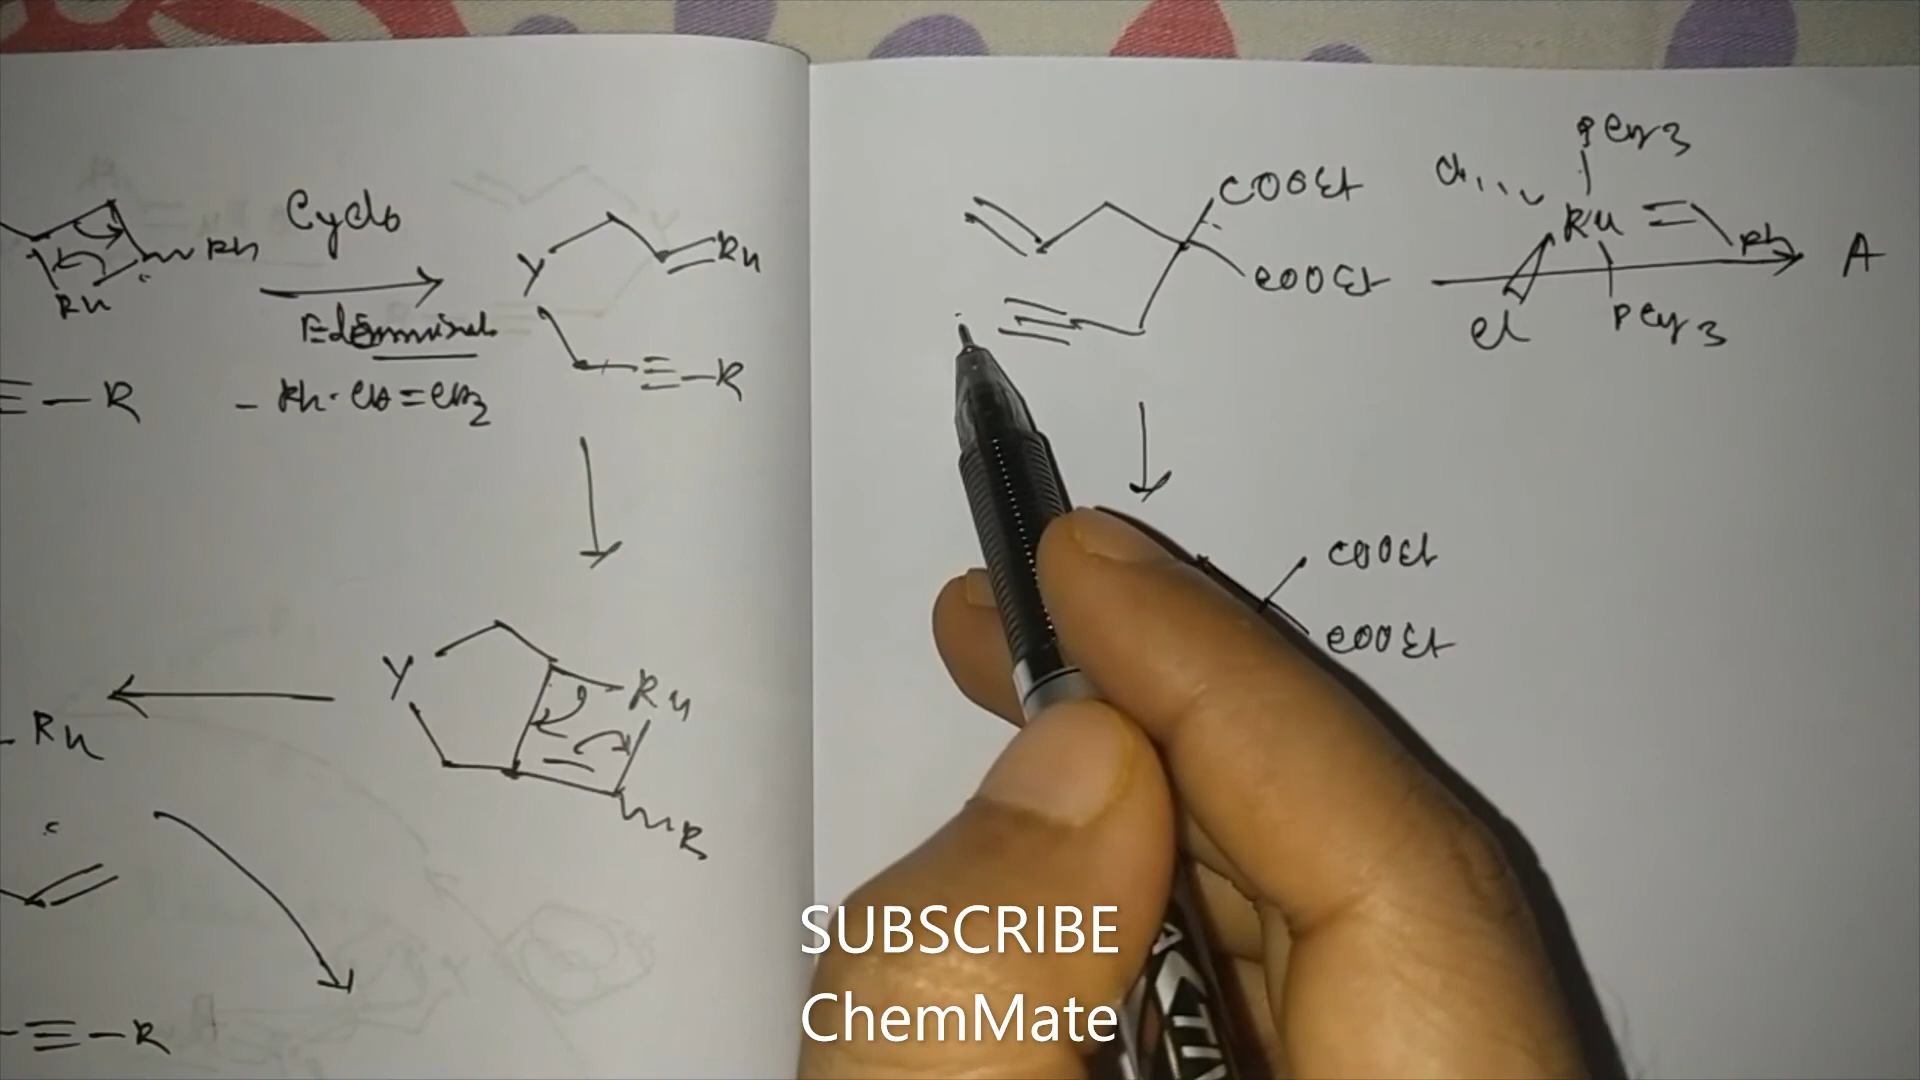 Cyclo
Elimination
- Ph-CH=CH2
Ph
Ru
≡-R
Y
Ru
≡-R
Y
Ru
R
- Ru
-≡-R
COOEt
COOEt
PCy3
Cl
Ru
Ph
Cl
PCy3
A
COOEt
COOEt
SUBSCRIBE
ChemMate